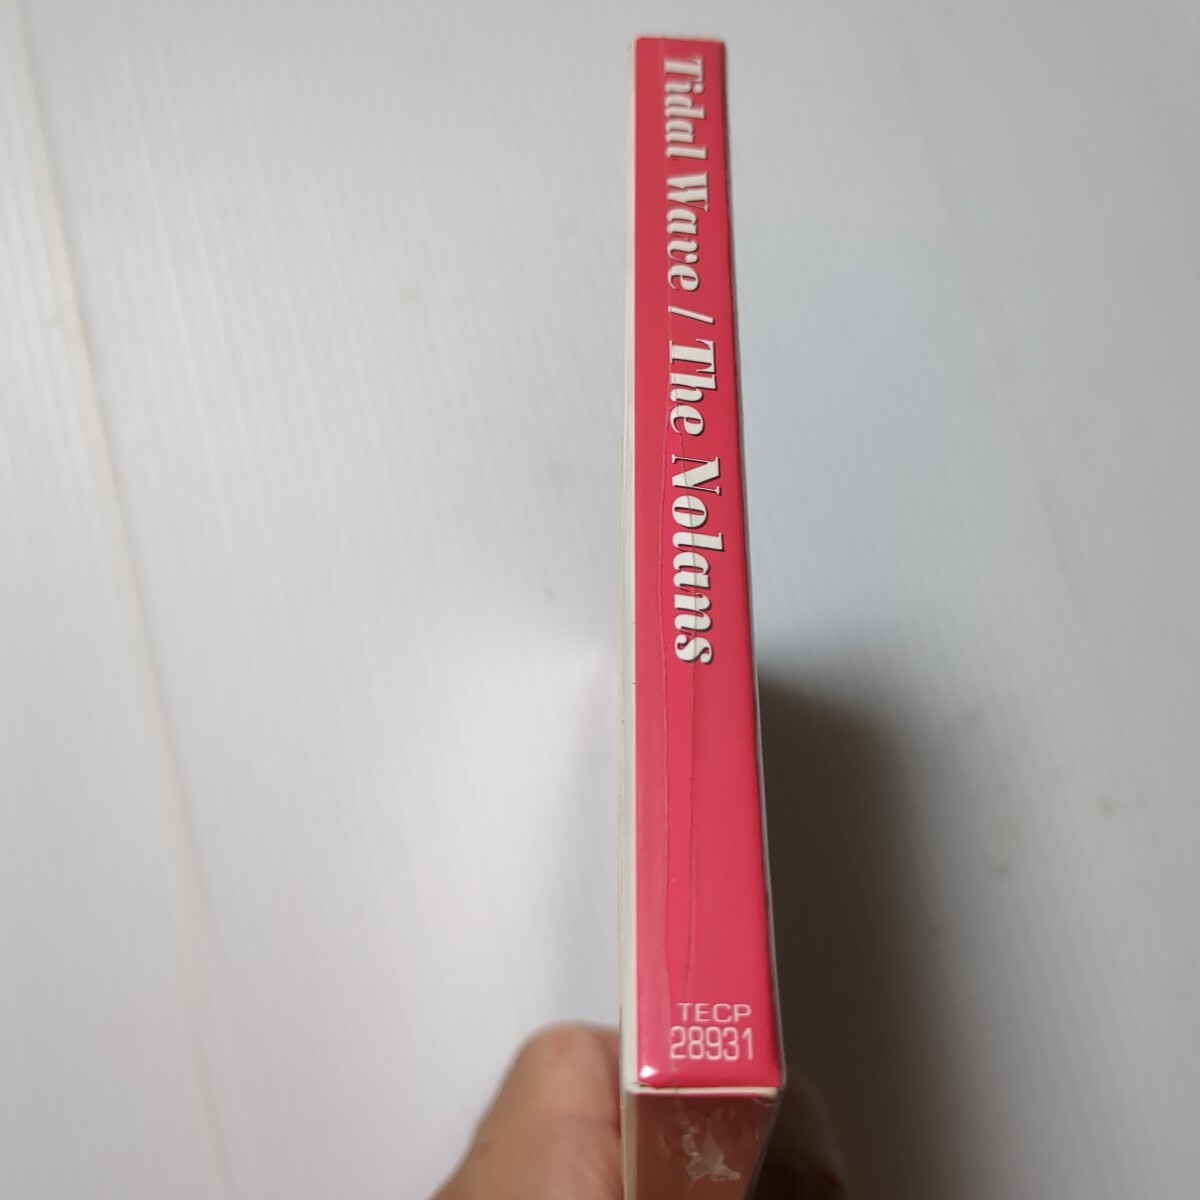 Tidal Wave / The Nolans
TECP
28931